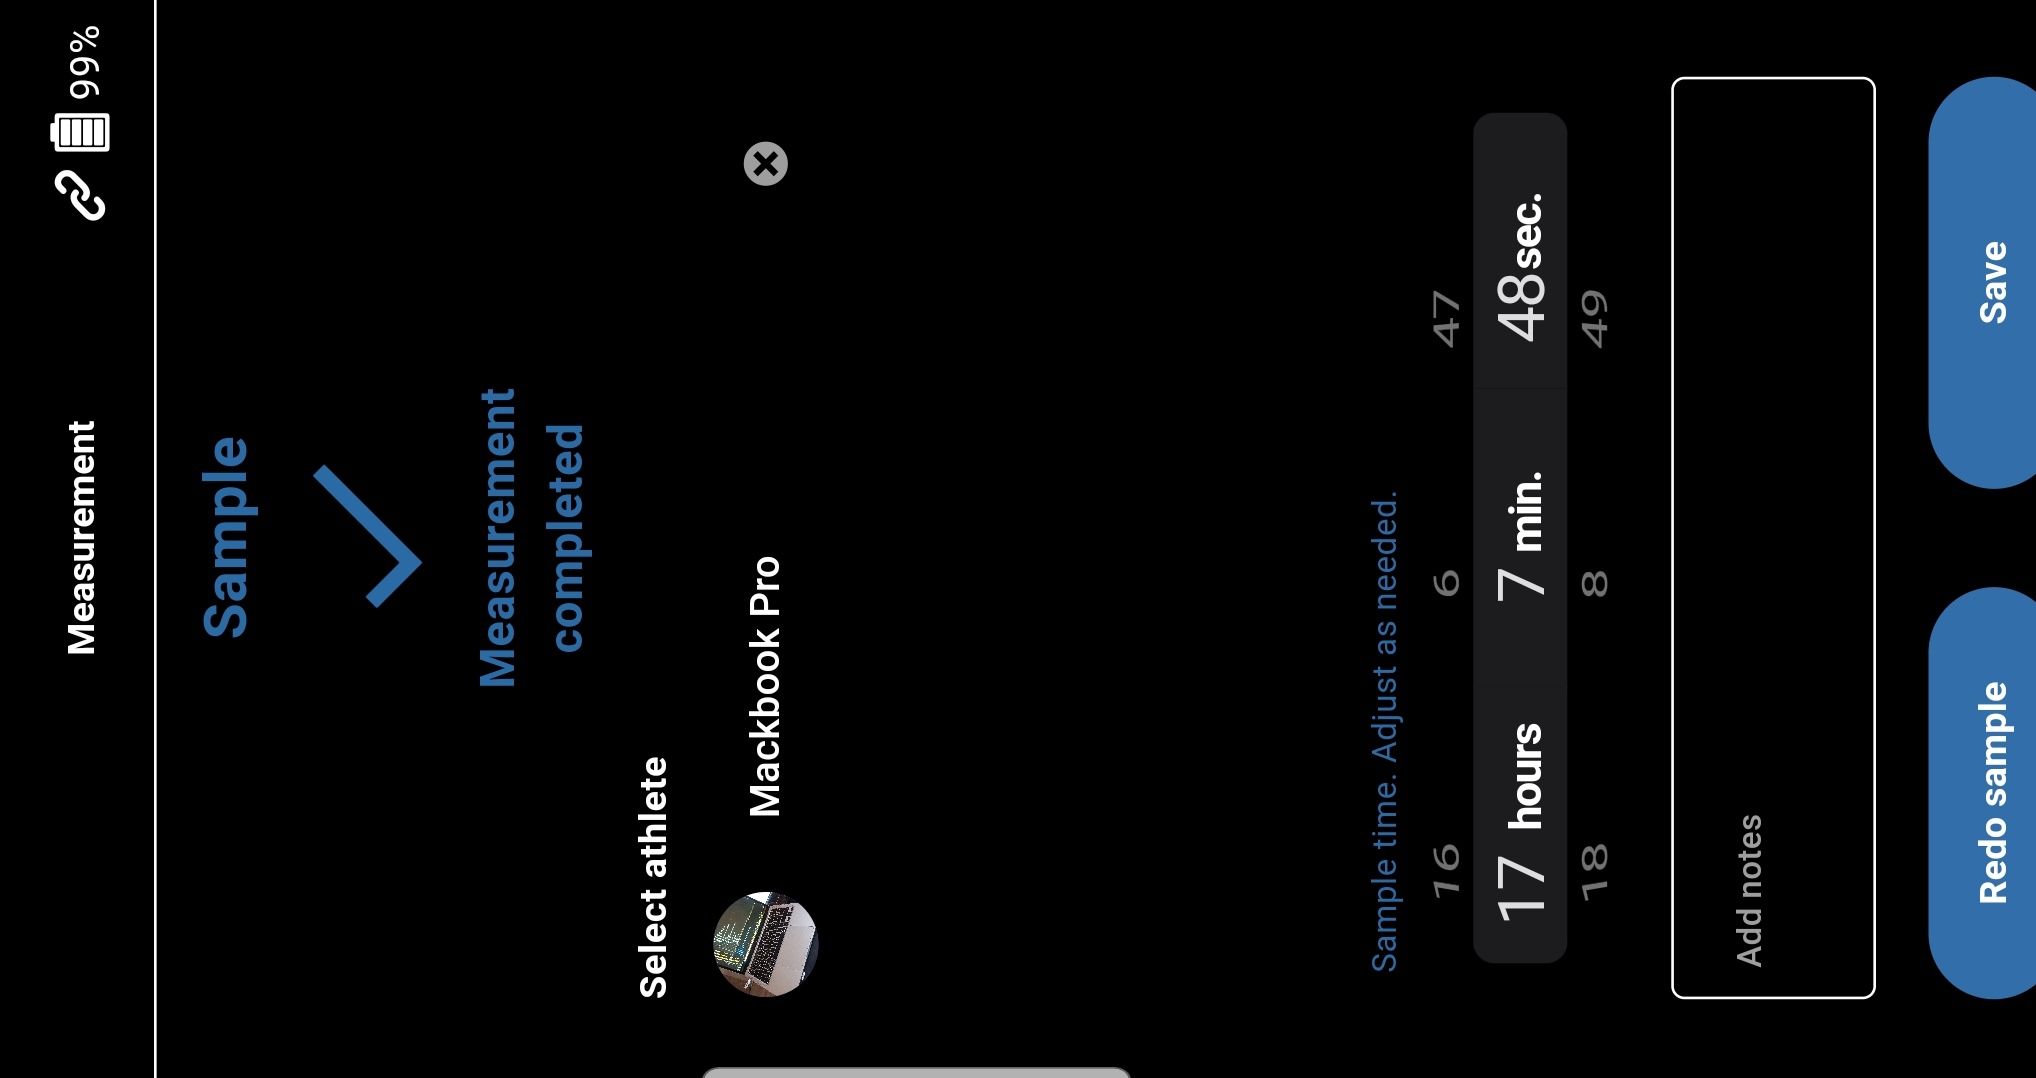 Measurement 99%
Sample
Measurement
completed
Select athlete
Mackbook Pro
Sample time. Adjust as needed.
16 6 47
17 hours 7 min. 48 sec.
18 8 49
Add notes
Redo sample Save